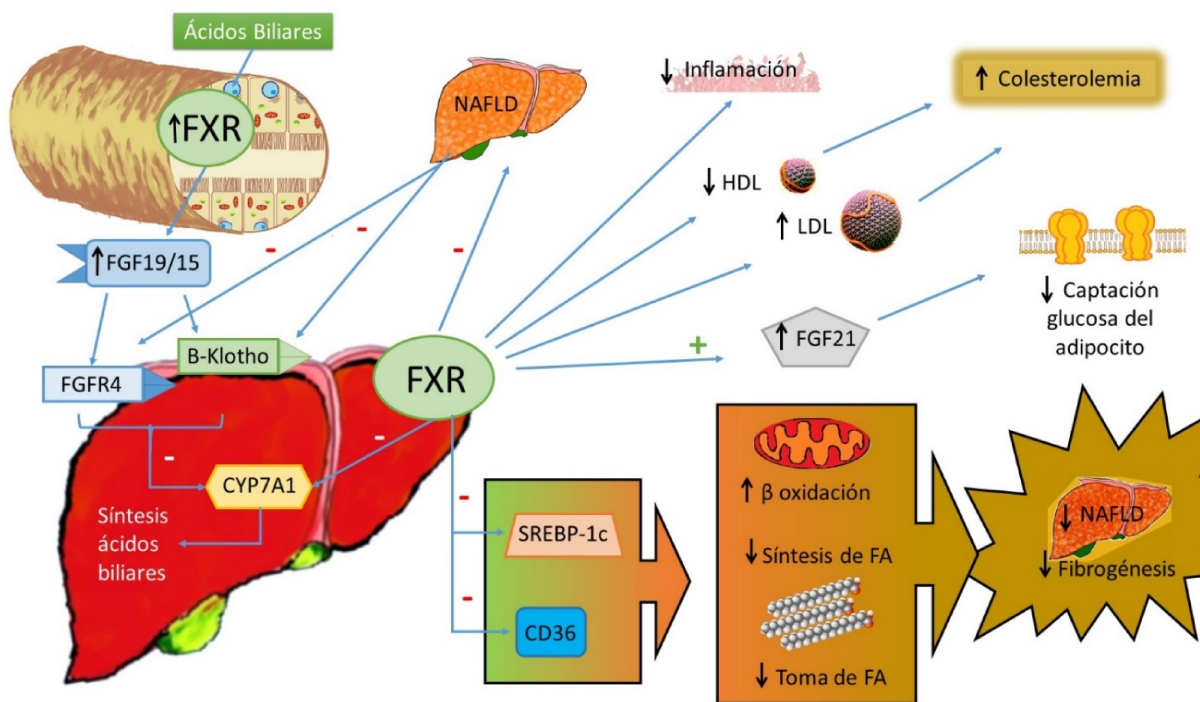 Ácidos Biliares
↑FXR
↑FGF19/15
FGFR4
B-Klotho
-
CYP7A1
Síntesis
ácidos
biliares
NAFLD
-
-
-
FXR
-
-
-
SREBP-1c
CD36
↓ Inflamación
↓ HDL
↑ LDL
↑ Colesterolemia
+
↑ FGF21
↓ Captación
glucosa del
adipocito
↑ β oxidación
↓ Síntesis de FA
↓ Toma de FA
↓ NAFLD
↓ Fibrogénesis